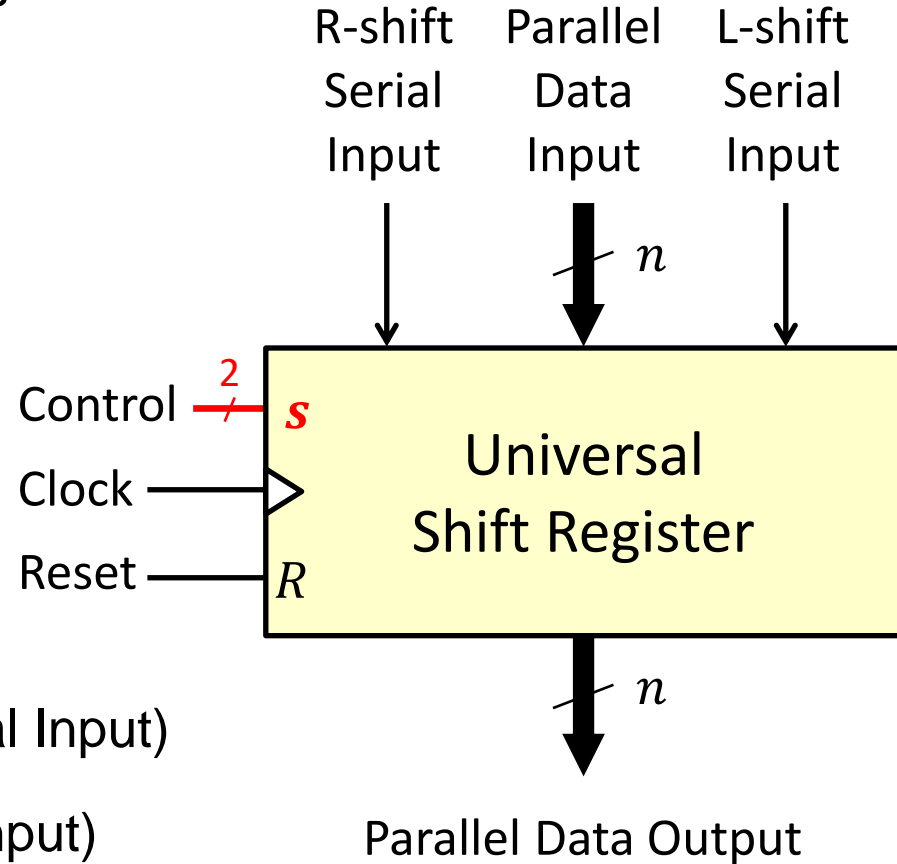 R-shift Parallel L-shift
Serial Data Serial
Input Input Input
n
2
Control s
Clock
Reset R
Universal
Shift Register
n
Input)
Parallel Data Output